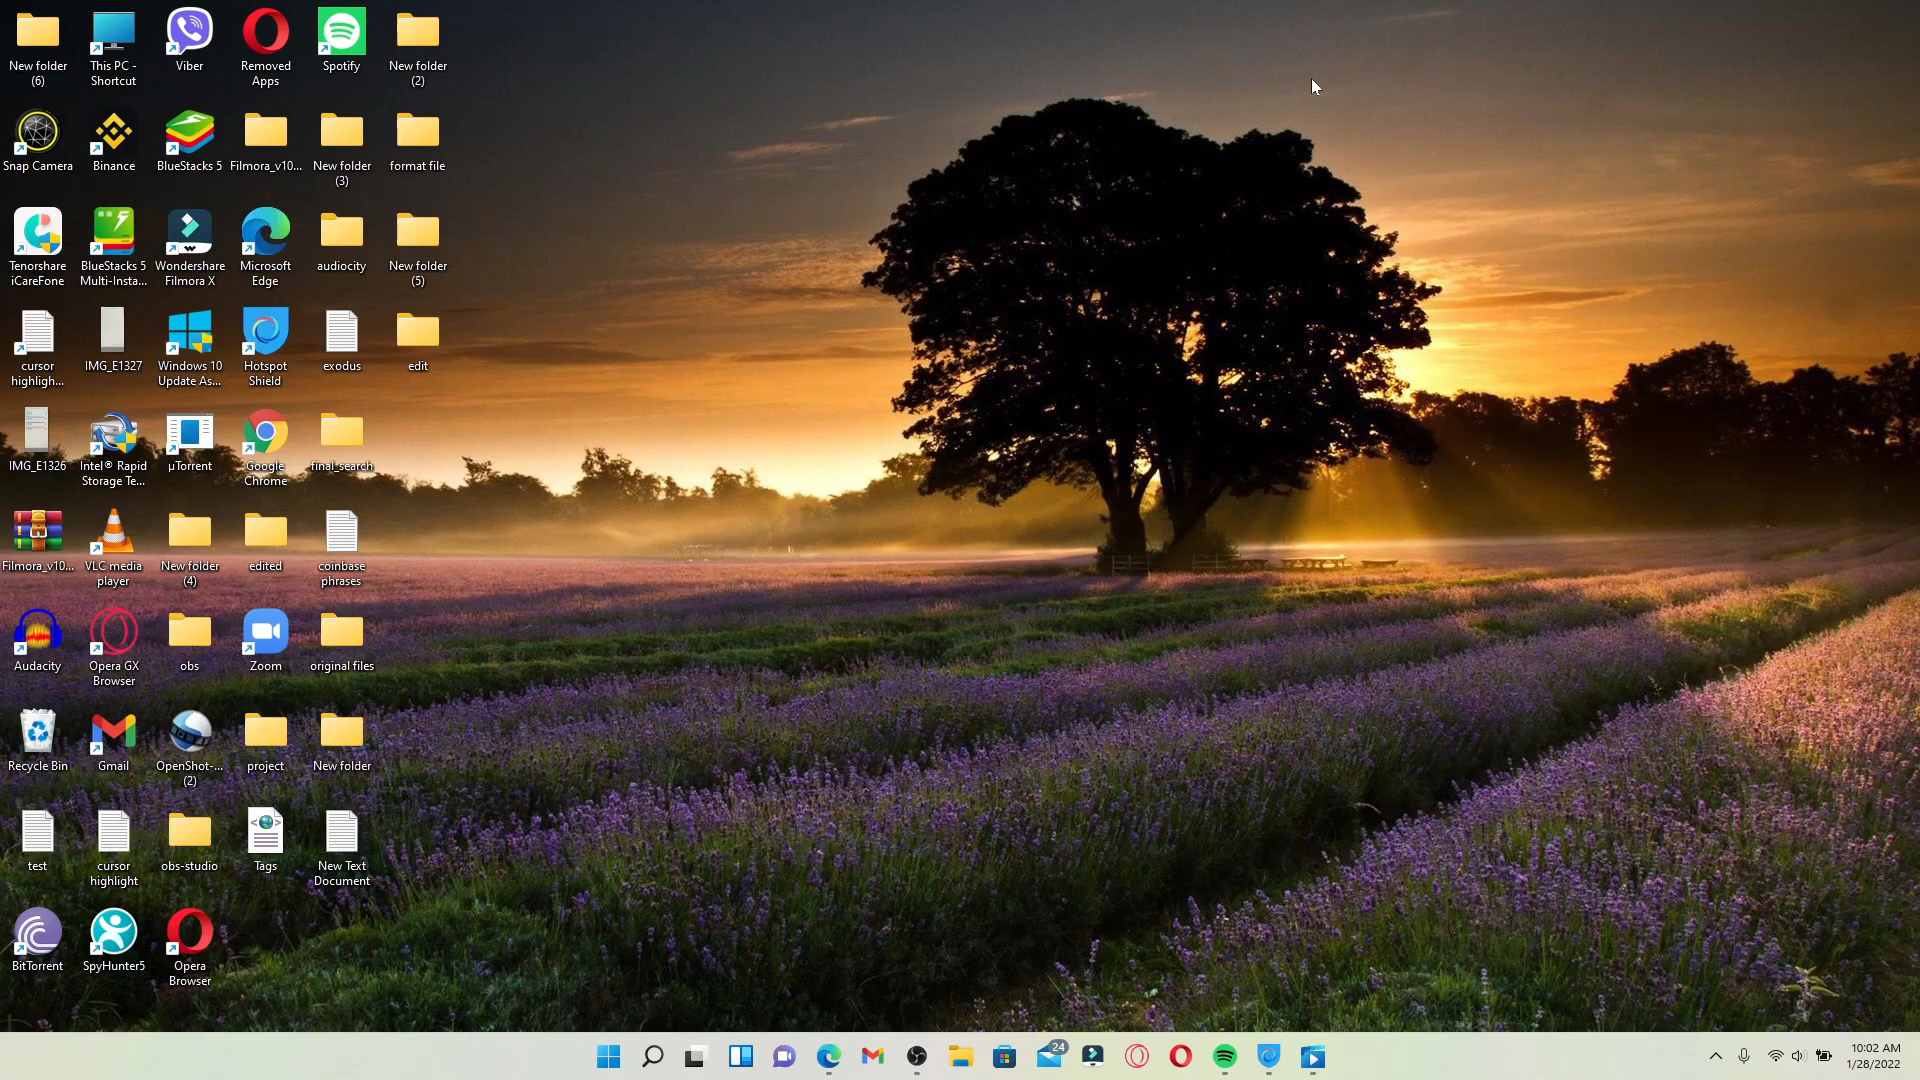 New folder
(6)
This PC -
Shortcut
Viber
Removed
Apps
Spotify
New folder
(2)
Snap Camera
Binance
BlueStacks 5
Filmora_v10...
New folder
(3)
format file
Tenorshare
iCareFone
BlueStacks 5
Multi-Insta...
Wondershare
Filmora X
Microsoft
Edge
audiocity
New folder
(5)
cursor
highligh...
IMG_E1327
Windows 10
Update As...
Hotspot
Shield
exodus
edit
IMG_E1326
Intel® Rapid
Storage Te...
µTorrent
Google
Chrome
final_search
Filmora_v10...
VLC media
player
New folder
(4)
edited
coinbase
phrases
Audacity
Opera GX
Browser
obs
Zoom
original files
Recycle Bin
Gmail
OpenShot-...
(2)
project
New folder
test
cursor
highlight
obs-studio
Tags
New Text
Document
BitTorrent
SpyHunter5
Opera
Browser
24
10:02 AM
1/28/2022